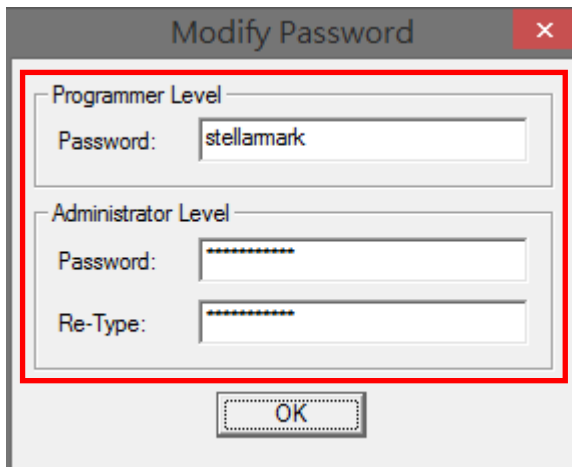 Modify Password
Programmer Level
Password: stellarmark
Administrator Level
Password: ***********
Re-Type: ***********
OK